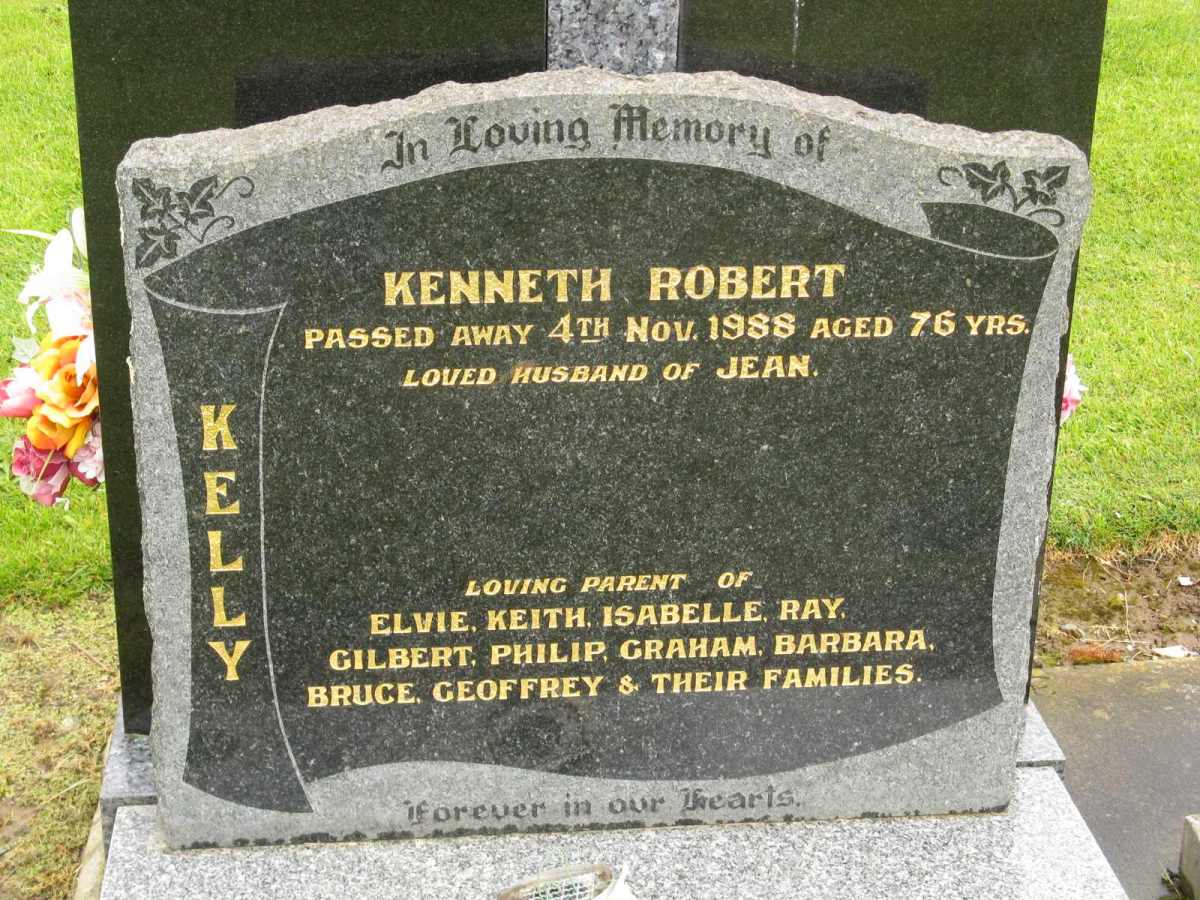 In Loving Memory of
KENNETH ROBERT
PASSED AWAY 4TH NOV. 1988 AGED 76 YRS.
LOVED HUSBAND OF JEAN.
KELLY
LOVING PARENT OF
ELVIE, KEITH, ISABELLE, RAY,
GILBERT, PHILIP, GRAHAM, BARBARA,
BRUCE, GEOFFREY & THEIR FAMILIES.
Forever in our Hearts.